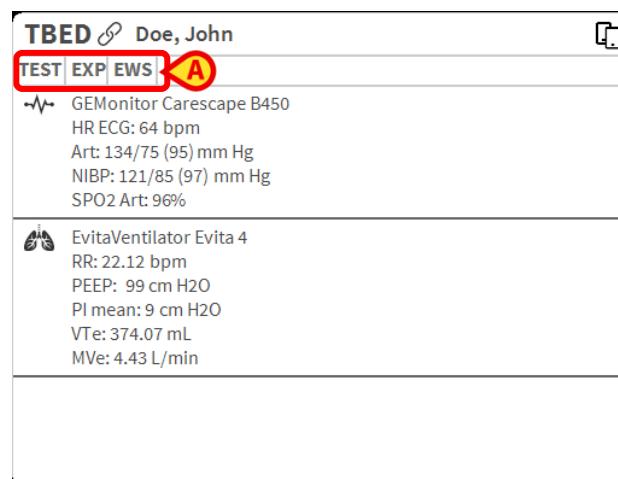 TBED Doe, John
TEST EXP EWS A
GEMonitor Carescape B450
HR ECG: 64 bpm
Art: 134/75 (95) mm Hg
NIBP: 121/85 (97) mm Hg
SPO2 Art: 96%
EvitaVentilator Evita 4
RR: 22.12 bpm
PEEP: 99 cm H2O
PI mean: 9 cm H2O
VTe: 374.07 mL
MVe: 4.43 L/min